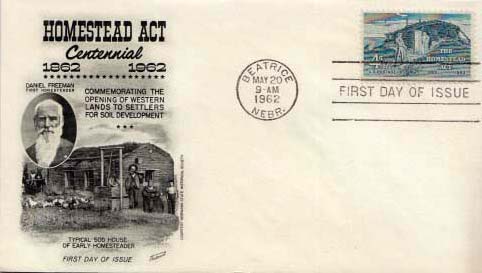 HOMESTEAD ACT
Centennial
1862 1962
DANIEL FREEMAN
FIRST HOMESTEADER
COMMEMORATING THE
OPENING OF WESTERN
LANDS TO SETTLERS
FOR SOIL DEVELOPMENT
TYPICAL SOD HOUSE
OF EARLY HOMESTEADER
FIRST DAY OF ISSUE
BEATRICE
MAY 20
9-AM
1962
NEBR.
4¢
THE
HOMESTEAD
ACT
FIRST DAY OF ISSUE